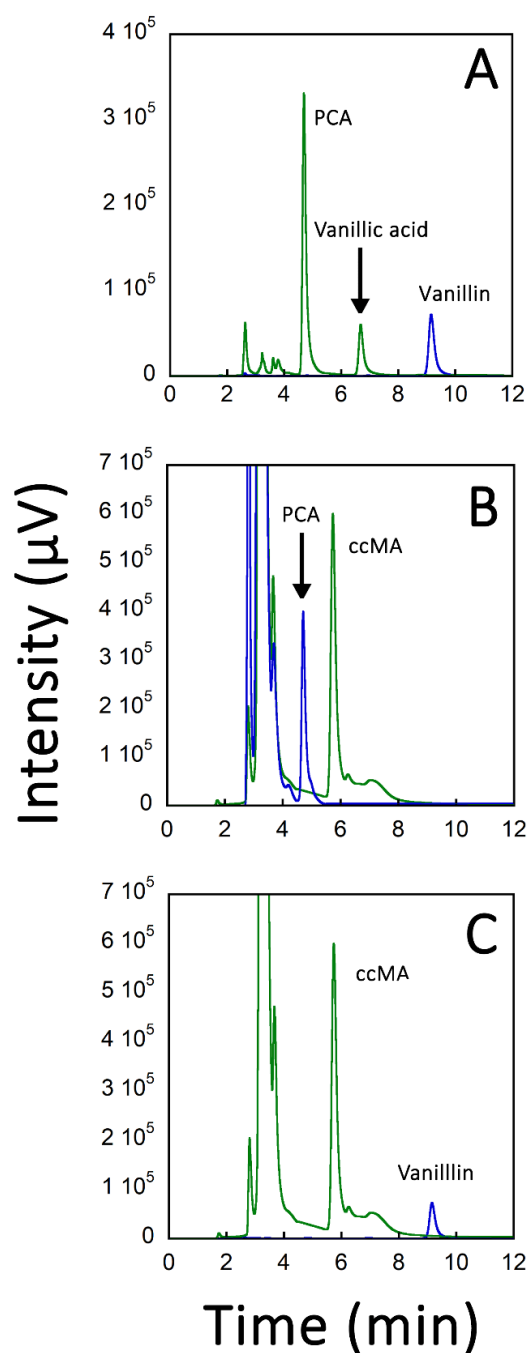 4 10⁵
A
3 10⁵
PCA
2 10⁵
Vanillic acid
1 10⁵
Vanillin
0
0 2 4 6 8 10 12
Intensity (µV)
7 10⁵
B
6 10⁵
PCA
ccMA
5 10⁵
4 10⁵
3 10⁵
2 10⁵
1 10⁵
0
0 2 4 6 8 10 12
7 10⁵
C
6 10⁵
ccMA
5 10⁵
4 10⁵
3 10⁵
2 10⁵
Vanilllin
1 10⁵
0
0 2 4 6 8 10 12
Time (min)